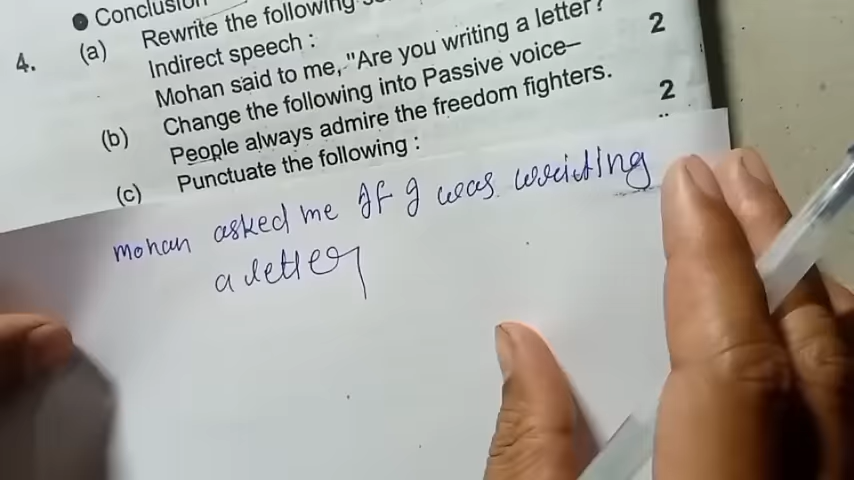 ● Conclusion
4. (a) Rewrite the following
Indirect speech :
Mohan said to me, "Are you writing a letter? 2
(b) Change the following into Passive voice–
People always admire the freedom fighters. 2
(c) Punctuate the following :
mohan asked me If I was writing
a letter